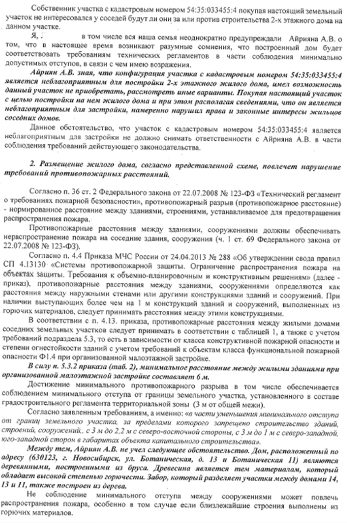 Собственник участка с кадастровым номером 54:35:033455:4 покупая настоящий
участок не интересовался у соседей будут ли они за или против строительства 2-х этажного дома на
данном участке.
Я, , в том числе вся наша семья неоднократно предупреждали Айрияна А.В. о
том, что в настоящее время возникают разумные сомнения, что построенный дом будет
соответствовать требованиям технических регламентов в части соблюдения минимально
допустимых отступов, в связи с чем имею возражения.
Айриян А.В. зная, что конфигурация участка с кадастровым номером 54:35:033455:4
является неблагоприятным для постройки 2-х этажного жилого дома, имел возможность
данный участок не приобретать, рассмотреть иные варианты. Покупая настоящий участок
с целью постройки на нем жилого дома и при этом располагая сведениями, что он является
неблагоприятным для застройки, намеренно нарушил права и законные интересы жильцов
соседних домов.
Данное обстоятельство, что участок с кадастровым номером 54:35:033455:4 является
неблагоприятным для застройки не должно снимать ответственности с Айрияна А.В. в части
соблюдения требований действующего законодательства.
2. Размещение жилого дома, согласно представленной схеме, повлечет нарушение
требований противопожарных расстояний.
Согласно п. 36 ст. 2 Федерального закона от 22.07.2008 № 123-ФЗ «Технический регламент
о требованиях пожарной безопасности», противопожарный разрыв (противопожарное расстояние)
- нормированное расстояние между зданиями, строениями, устанавливаемое для предотвращения
распространения пожара.
Противопожарные расстояния между зданиями, сооружениями должны обеспечивать
нераспространение пожара на соседние здания, сооружения (ч. 1 ст. 69 Федерального закона от
22.07.2008 № 123-ФЗ).
Согласно п. 4.4 Приказа МЧС России от 24.04.2013 № 288 «Об утверждении свода правил
СП 4.13130 «Системы противопожарной защиты. Ограничение распространения пожара на
объектах защиты. Требования к объемно-планировочным и конструктивным решениям» (далее -
приказ), противопожарные расстояния между зданиями, сооружениями определяются как
расстояния между наружными стенами или другими конструкциями зданий и сооружений. При
наличии выступающих более чем на 1 м конструкций зданий и сооружений, выполненных из
горючих материалов, следует принимать расстояния между этими конструкциями.
В соответствии с п. 4.13. приказа, противопожарные расстояния между жилыми домами
соседних земельных участков следует принимать в соответствии с таблицей 1, а также с учетом
требований подраздела 5.3, то есть в зависимости от класса конструктивной пожарной опасности и
степени огнестойкости зданий с учетом требований к объектам класса функциональной пожарной
опасности Ф1.4 при организованной малоэтажной застройке.
В силу п. 5.3.2 приказа (таб. 2), минимальное расстояние между жилыми зданиями при
организованной малоэтажной застройке составляет 6 м.
Достижение минимального противопожарного разрыва в том числе обеспечивается
соблюдением минимального отступа от границы земельного участка, установленного в составе
градостроительного регламента территориальной зоны (3 м от общей межи).
Согласно заявленным требованиям, а именно: «в части уменьшения минимального отступа
от границ земельного участка, за пределами которого запрещено строительство зданий,
строений, сооружений, с 3 м до 2,2 м с северо-восточной стороны, с 3 м до 1 м с северо-западной,
юго-западной сторон в габаритах объекта капитального строительства».
Между тем, Айриян А.В. не учел следующие обстоятельства. Дом, расположенный по
адресу (630123, г. Новосибирск, ул. Ботаническая, д. 13 и Ботаническая 11) являются
деревянными, построенными из бруса. Древесина является тем материалом, который
обладает высокой степенью горючести. Забор, который разделяет участки между домами 14,
13 и 11, также построен из дерева.
Не соблюдение минимального отступа между сооружениями может повлечь
распространения пожара, особенно в том случае если близлежащие строения выполнены из